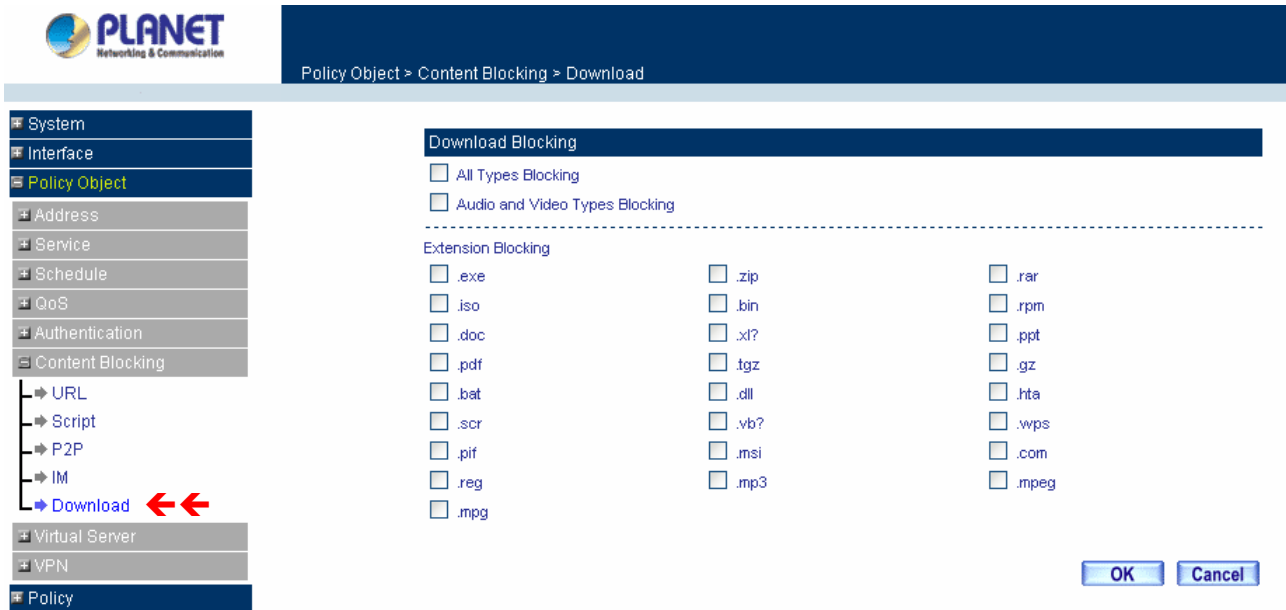 PLANET
Networking & Communication
Policy Object > Content Blocking > Download
System
Interface
Policy Object
Address
Service
Schedule
QoS
Authentication
Content Blocking
URL
Script
P2P
IM
Download
Virtual Server
VPN
Policy
Download Blocking
All Types Blocking
Audio and Video Types Blocking
Extension Blocking
.exe .zip .rar
.iso .bin .rpm
.doc .xl? .ppt
.pdf .tgz .gz
.bat .dll .hta
.scr .vb? .wps
.pif .msi .com
.reg .mp3 .mpeg
.mpg
OK Cancel